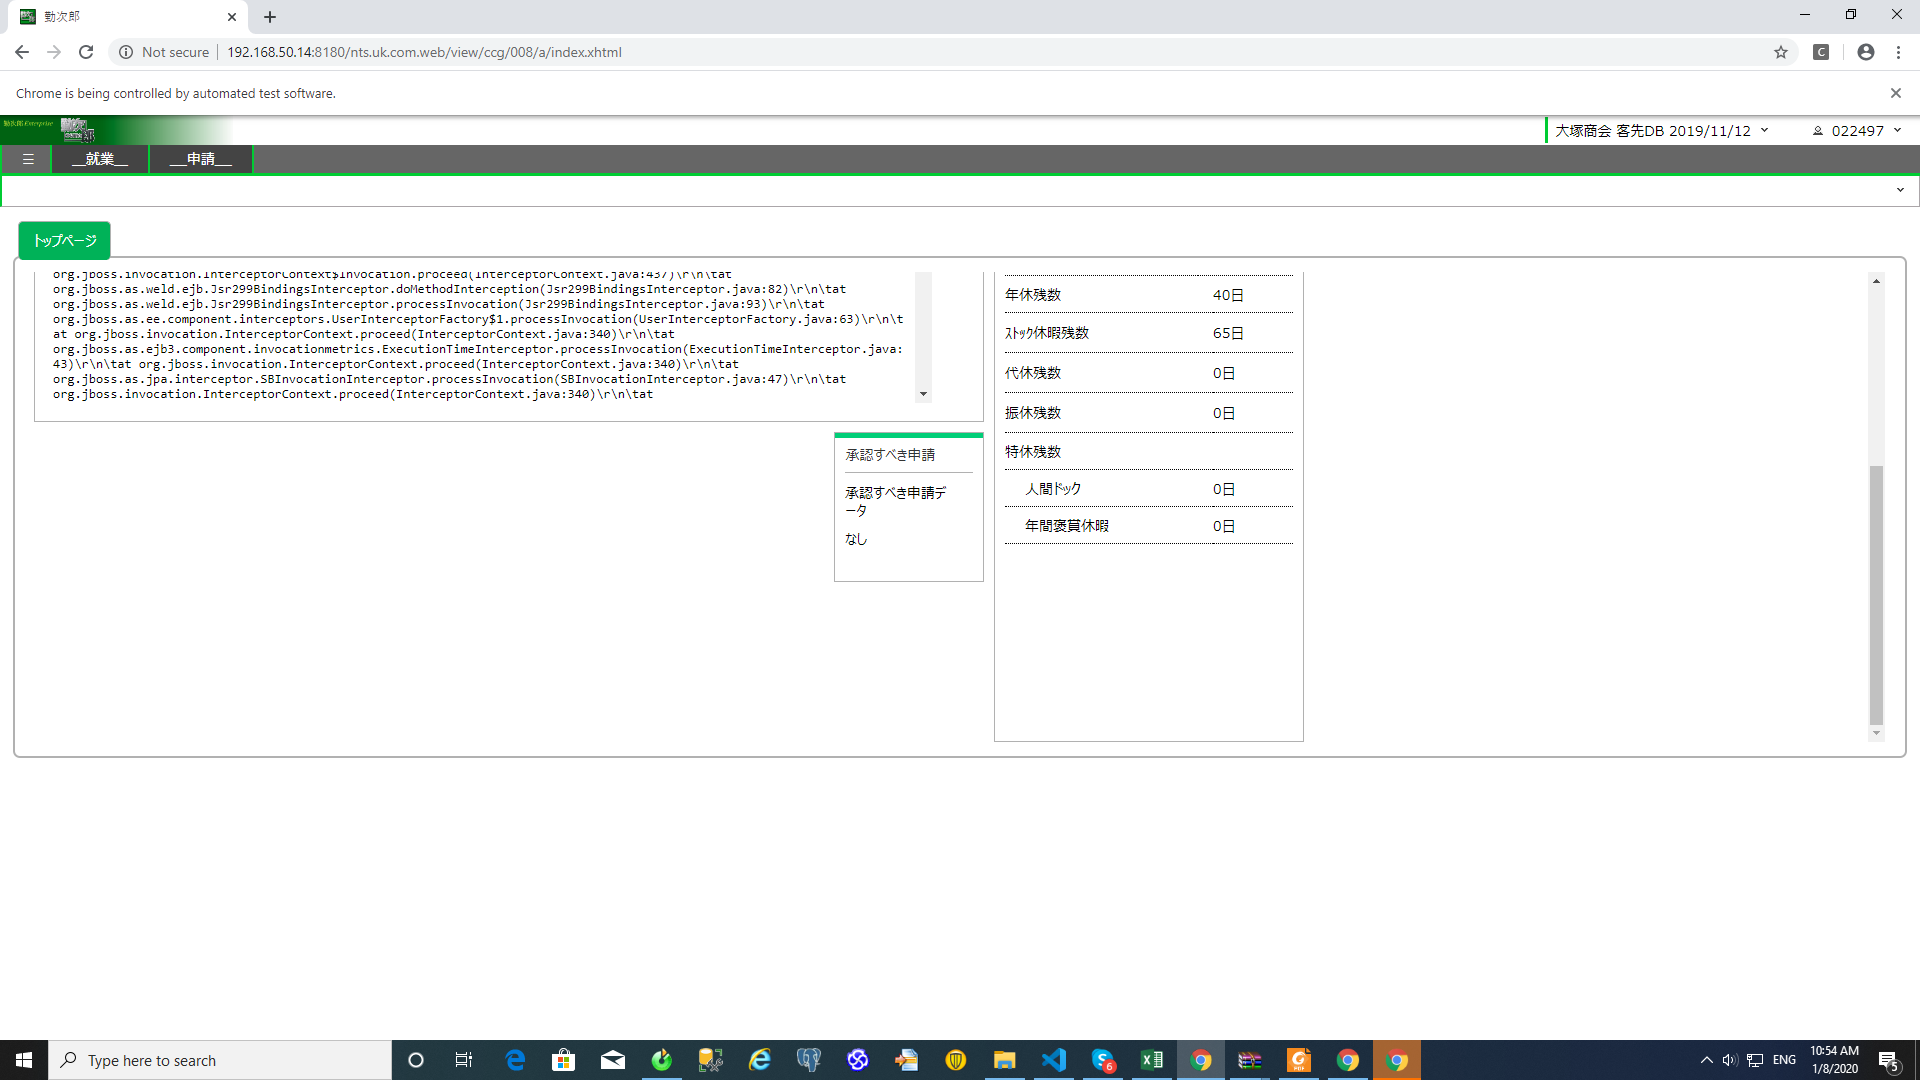 勤次郎
Not secure
192.168.50.14:8180/nts.uk.com.web/view/ccg/008/a/index.xhtml
Chrome is being controlled by automated test software.
勤次郎 Enterprise
大塚商会 客先DB 2019/11/12
022497
__就業__
__申請__
トップページ
org.jboss.invocation.InterceptorContext$Invocation.proceed(InterceptorContext.java:437)\r\n\tat
org.jboss.as.weld.ejb.Jsr299BindingsInterceptor.doMethodInterception(Jsr299BindingsInterceptor.java:82)\r\n\tat
org.jboss.as.weld.ejb.Jsr299BindingsInterceptor.processInvocation(Jsr299BindingsInterceptor.java:93)\r\n\tat
org.jboss.as.ee.component.interceptors.UserInterceptorFactory$1.processInvocation(UserInterceptorFactory.java:63)\r\n\t
at org.jboss.invocation.InterceptorContext.proceed(InterceptorContext.java:340)\r\n\tat
org.jboss.as.ejb3.component.invocationmetrics.ExecutionTimeInterceptor.processInvocation(ExecutionTimeInterceptor.java:
43)\r\n\tat org.jboss.invocation.InterceptorContext.proceed(InterceptorContext.java:340)\r\n\tat
org.jboss.as.jpa.interceptor.SBInvocationInterceptor.processInvocation(SBInvocationInterceptor.java:47)\r\n\tat
org.jboss.invocation.InterceptorContext.proceed(InterceptorContext.java:340)\r\n\tat
承認すべき申請
承認すべき申請デ
ータ
なし
年休残数 40日
ｽﾄｯｸ休暇残数 65日
代休残数 0日
振休残数 0日
特休残数
人間ドック 0日
年間褒賞休暇 0日
Type here to search
6
ENG
10:54 AM
1/8/2020
5